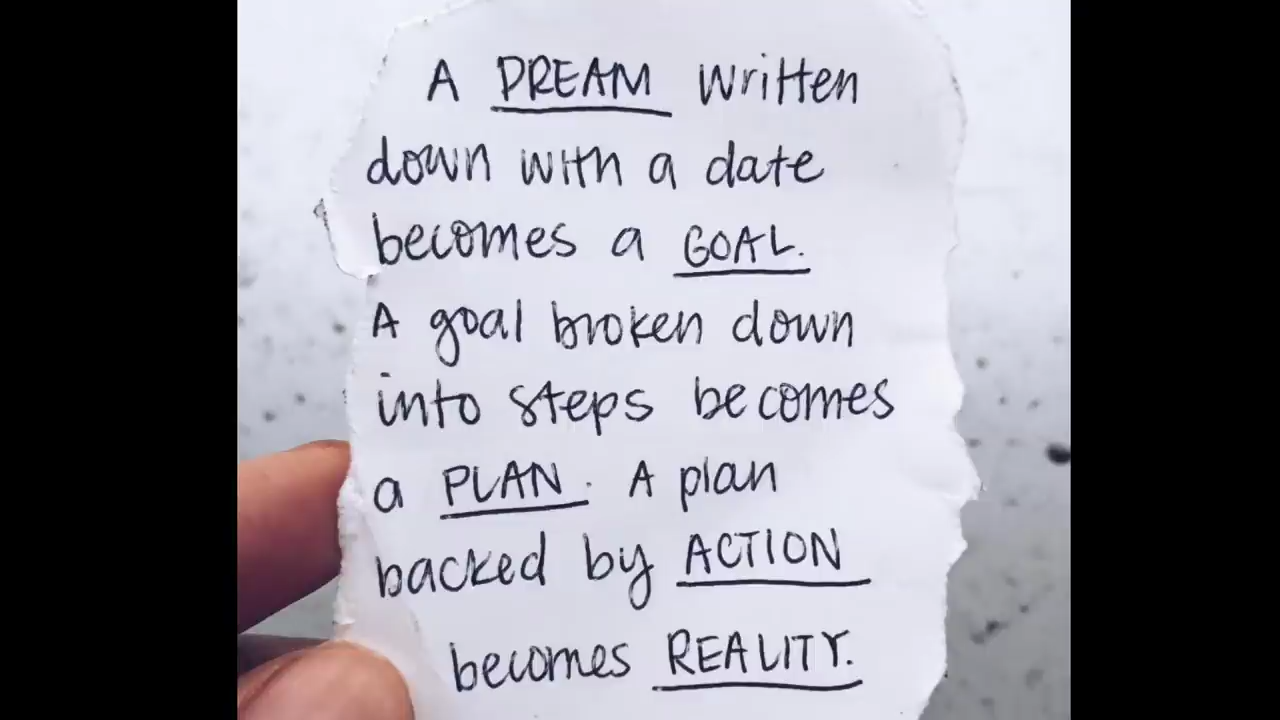 A DREAM written
down with a date
becomes a GOAL.
A goal broken down
into steps becomes
a PLAN. A plan
backed by ACTION
becomes REALITY.